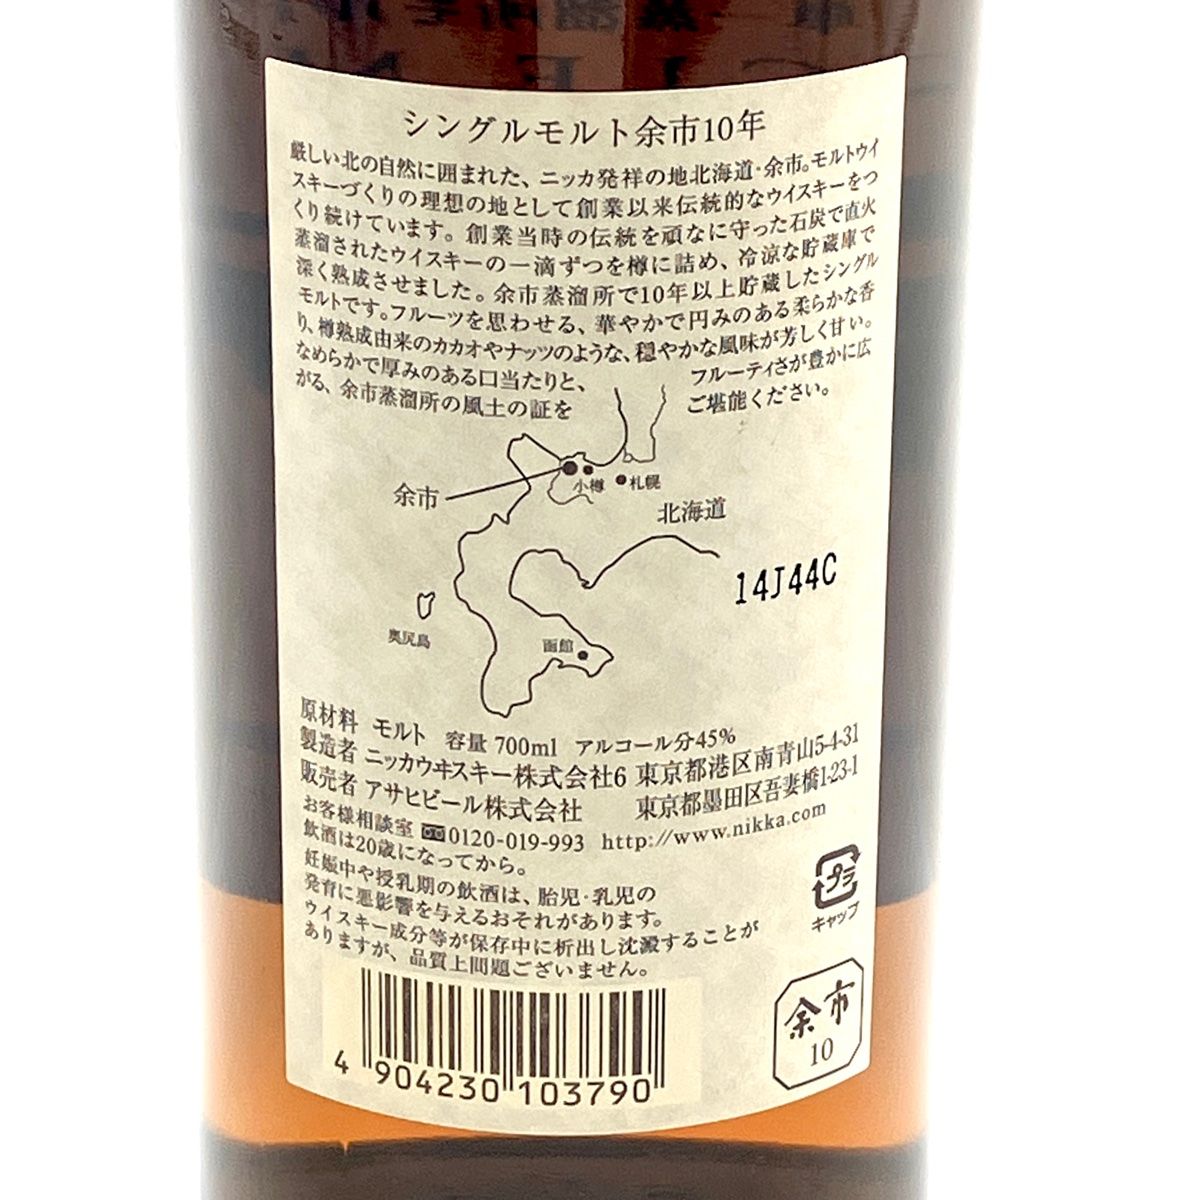 シングルモルト余市10年
厳しい北の自然に囲まれた、ニッカ発祥の地北海道・余市。モルトウイ
スキーづくりの理想の地として創業以来伝統的なウイスキーをつ
くり続けています。創業当時の伝統を頑なに守った石炭で直火
蒸溜されたウイスキーの一滴ずつを樽に詰め、冷涼な貯蔵庫で
深く熟成させました。余市蒸溜所で10年以上貯蔵したシングル
モルトです。フルーツを思わせる、華やかで円みのある柔らかな香
り、樽熟成由来のカカオやナッツのような、穏やかな風味が芳しく甘い。
なめらかで厚みのある口当たりと、フルーティさが豊かに広
がる、余市蒸溜所の風土の証をご堪能ください。
余市
小樽
札幌
北海道
14J44C
奥尻島
函館
原材料 モルト 容量 700ml アルコール分45%
製造者 ニッカウヰスキー株式会社6 東京都港区南青山5-4-31
販売者 アサヒビール株式会社 東京都墨田区吾妻橋1-23-1
お客様相談室 0120-019-993 http://www.nikka.com
飲酒は20歳になってから。
妊娠中や授乳期の飲酒は、胎児・乳児の
発育に悪影響を与えるおそれがあります。
ウイスキー成分等が保存中に析出し沈澱することが
ありますが、品質上問題ございません。
プラ
キャップ
余市
10
4 904230 103790